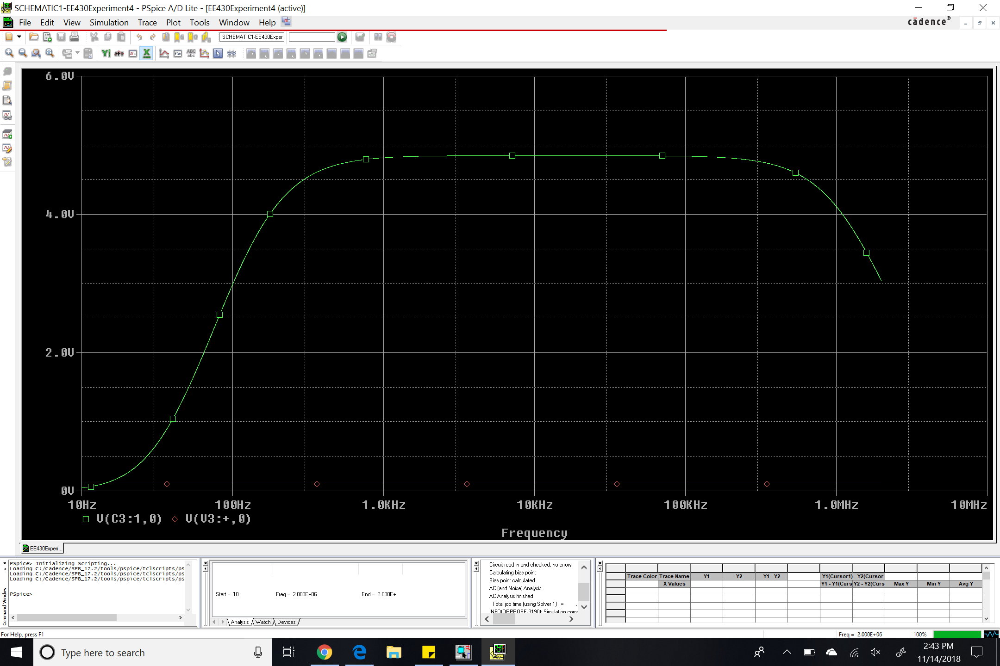 SCHEMATIC1-EE430Experiment4 - PSpice A/D Lite - [EE430Experiment4 (active)]
File Edit View Simulation Trace Plot Tools Window Help
cādence®
SCHEMATIC1-EE430Exper
FFT
ABC
abc
6.0V
4.0V
2.0V
0V
10Hz 100Hz 1.0KHz 10KHz 100KHz 1.0MHz 10MHz
V(C3:1,0) V(V3:+,0)
Frequency
EE430Experi...
Command Window
PSpice> Initializing Scripting...
Loading C:/Cadence/SPB_17.2/tools/pspice/tclscripts/ps
Loading C:/Cadence/SPB_17.2/tools/pspice/tclscripts/ps
Loading C:/Cadence/SPB_17.2/tools/pspice/tclscripts/ps
PSpice>
Start = 10 Freq = 2.000E+06 End = 2.000E+
Analysis Watch Devices
Circuit read in and checked, no errors
Calculating bias point
Bias point calculated
AC (and Noise) Analysis
AC Analysis finished
Total job time (using Solver 1) =
INFO(ORPROBE-3190): Simulation comr
Trace Color Trace Name Y1 Y2 Y1 - Y2 Y1(Cursor1) - Y2(Cursor
X Values Y1 - Y1(Curs Y2 - Y2(Curs Max Y Min Y Avg Y
For Help, press F1
Freq = 2.000E+06 100%
Type here to search
2:43 PM
11/14/2018